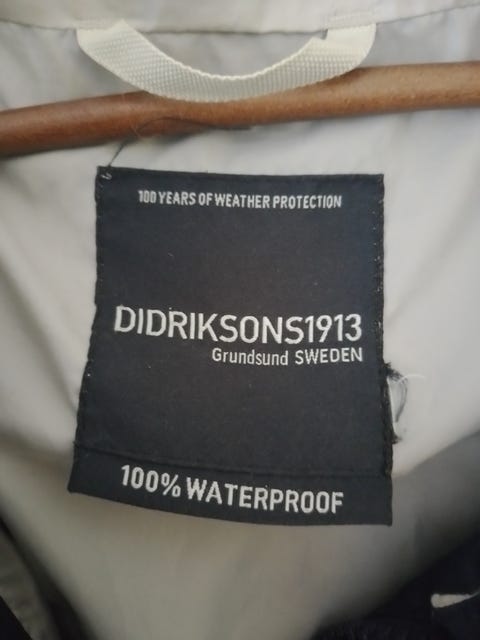 100 YEARS OF WEATHER PROTECTION
DIDRIKSONS1913
Grundsund SWEDEN
100% WATERPROOF